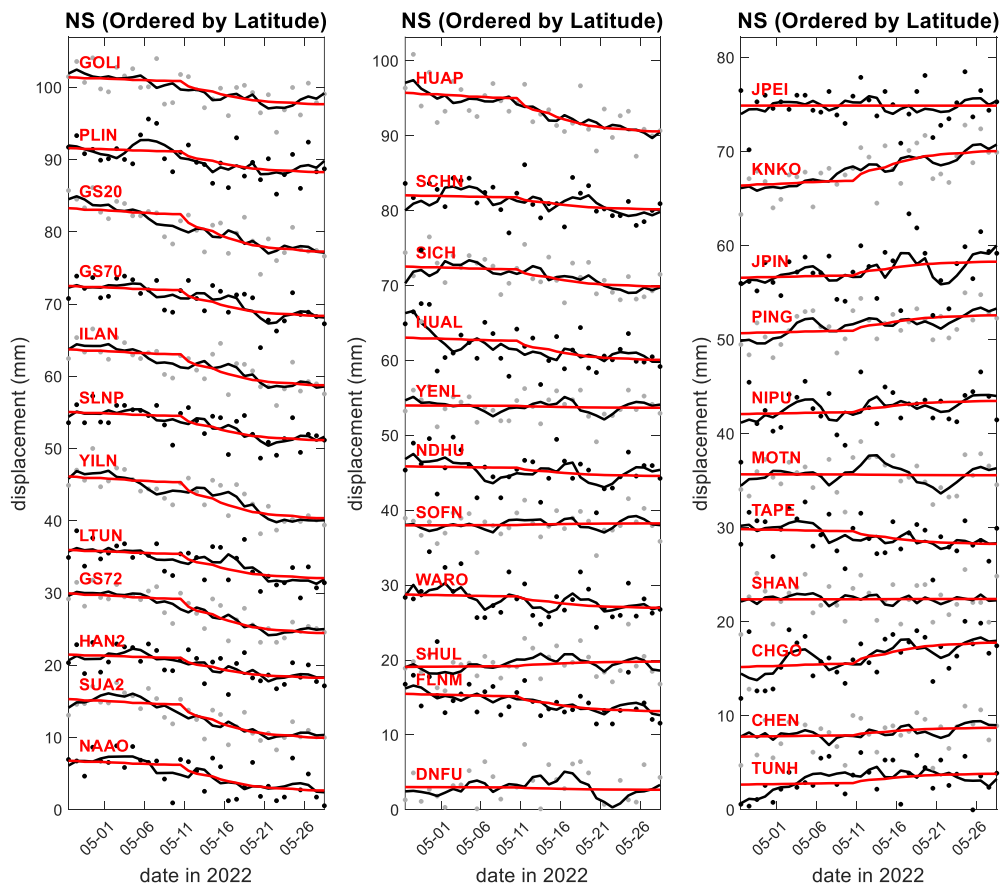 NS (Ordered by Latitude)
displacement (mm)
100
90
80
70
60
50
40
30
20
10
0
GOLI
PLIN
GS20
GS70
ILAN
SLNP
YILN
LTUN
GS72
HAN2
SUA2
NAAO
05-01
05-06
05-11
05-16
05-21
05-26
date in 2022
NS (Ordered by Latitude)
displacement (mm)
100
90
80
70
60
50
40
30
20
10
0
HUAP
SCHN
SICH
HUAL
YENL
NDHU
SOFN
WARO
SHUL
FLNM
DNFU
05-01
05-06
05-11
05-16
05-21
05-26
date in 2022
NS (Ordered by Latitude)
displacement (mm)
80
70
60
50
40
30
20
10
0
JPEI
KNKO
JPIN
PING
NIPU
MOTN
TAPE
SHAN
CHGO
CHEN
TUNH
05-01
05-06
05-11
05-16
05-21
05-26
date in 2022